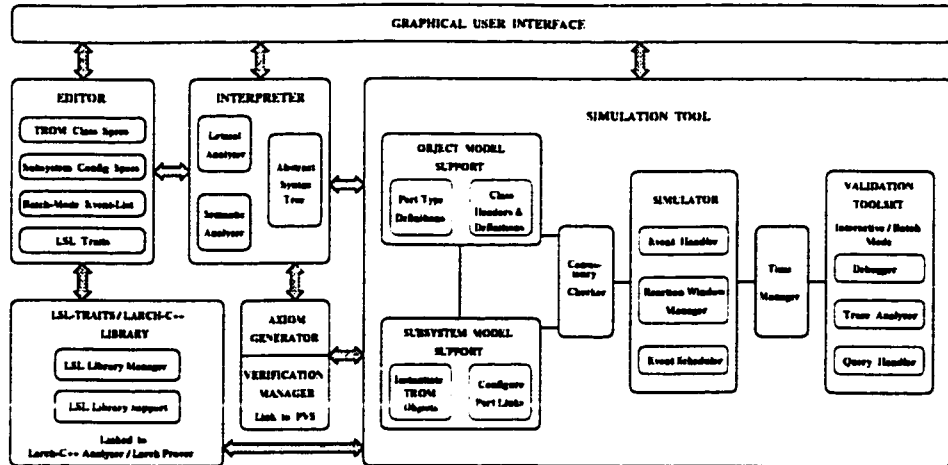 GRAPHICAL USER INTERFACE
EDITOR
TROM Class Specs
Subsystem Config Specs
Batch-Mode Event-List
LSL Traits
INTERPRETER
Lexical
Analyzer
Semantic
Analyzer
Abstract
Syntax
Tree
LSL-TRAITS / LARCH-C++
LIBRARY
LSL Library Manager
LSL Library Support
Linked to
Larch-C++ Analyzer / Larch Prover
AXIOM
GENERATOR
VERIFICATION
MANAGER
Link to PVS
SIMULATION TOOL
OBJECT MODEL
SUPPORT
Port Type
Definitions
Class
Headers &
Definitions
SUBSYSTEM MODEL
SUPPORT
Instantiate
TROM
Objects
Configure
Port Links
Consis-
tency
Checker
SIMULATOR
Event Handler
Reaction Window
Manager
Event Scheduler
Time
Manager
VALIDATION
TOOLSET
Interactive / Batch
Mode
Debugger
Trace Analyzer
Query Handler